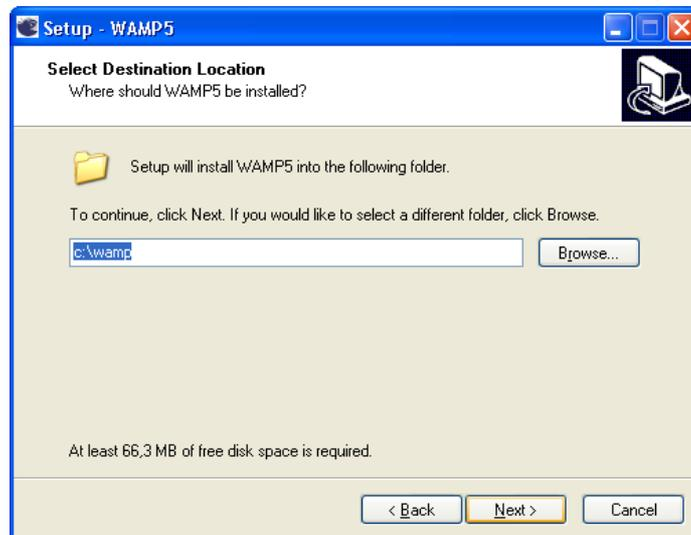 Setup - WAMP5
Select Destination Location
Where should WAMP5 be installed?
Setup will install WAMP5 into the following folder.
To continue, click Next. If you would like to select a different folder, click Browse.
c:\wamp
Browse...
At least 66,3 MB of free disk space is required.
< Back
Next >
Cancel